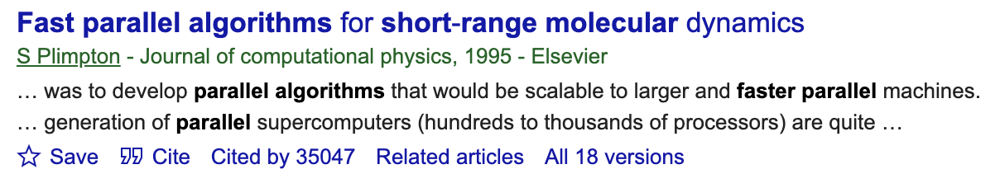 Fast parallel algorithms for short-range molecular dynamics
S Plimpton - Journal of computational physics, 1995 - Elsevier
… was to develop parallel algorithms that would be scalable to larger and faster parallel machines.
… generation of parallel supercomputers (hundreds to thousands of processors) are quite …
Save Cite Cited by 35047 Related articles All 18 versions